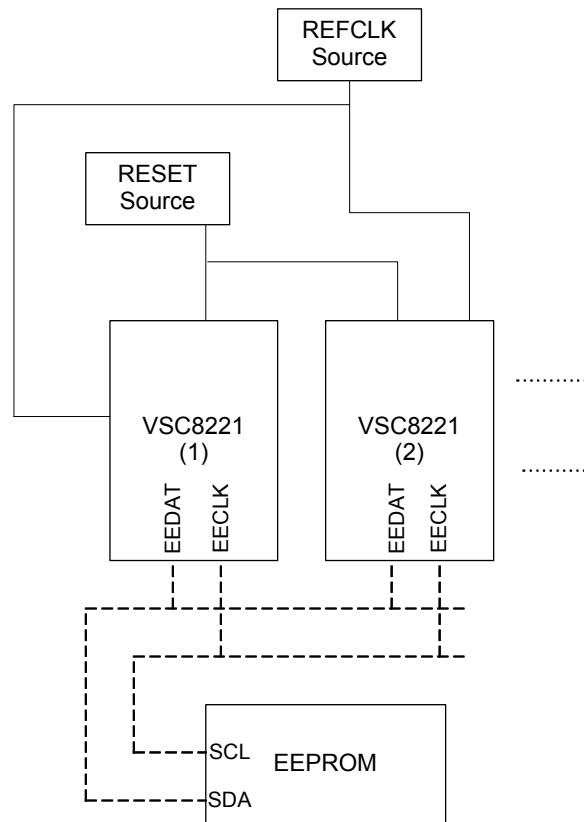 REFCLK
Source
RESET
Source
VSC8221
(1)
VSC8221
(2)
EEDAT
EECLK
EEDAT
EECLK
SCL
EEPROM
SDA